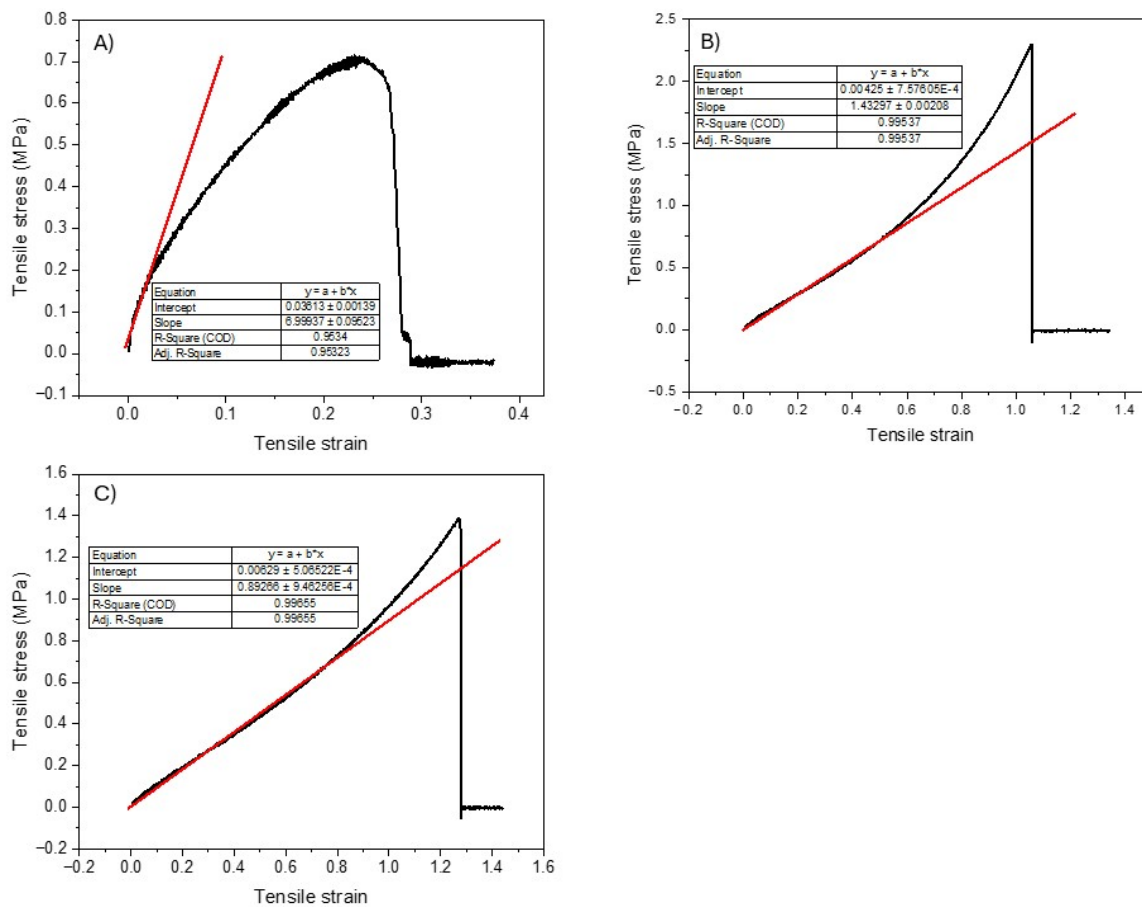 A)
0.8
0.7
0.6
0.5
0.4
0.3
0.2
0.1
0.0
−0.1
Tensile stress (MPa)
Equation y = a + b*x
Intercept 0.03613 ± 0.00139
Slope 6.99937 ± 0.09523
R-Square (COD) 0.9534
Adj. R-Square 0.95323
0.0 0.1 0.2 0.3 0.4
Tensile strain
B)
2.5
2.0
1.5
1.0
0.5
0.0
−0.5
Tensile stress (MPa)
Equation y = a + b*x
Intercept 0.00425 ± 7.57605E-4
Slope 1.43297 ± 0.00208
R-Square (COD) 0.99537
Adj. R-Square 0.99537
−0.2 0.0 0.2 0.4 0.6 0.8 1.0 1.2 1.4
Tensile strain
C)
1.6
1.4
1.2
1.0
0.8
0.6
0.4
0.2
0.0
−0.2
Tensile stress (MPa)
Equation y = a + b*x
Intercept 0.00629 ± 5.06522E-4
Slope 0.89266 ± 9.46256E-4
R-Square (COD) 0.99655
Adj. R-Square 0.99655
−0.2 0.0 0.2 0.4 0.6 0.8 1.0 1.2 1.4 1.6
Tensile strain